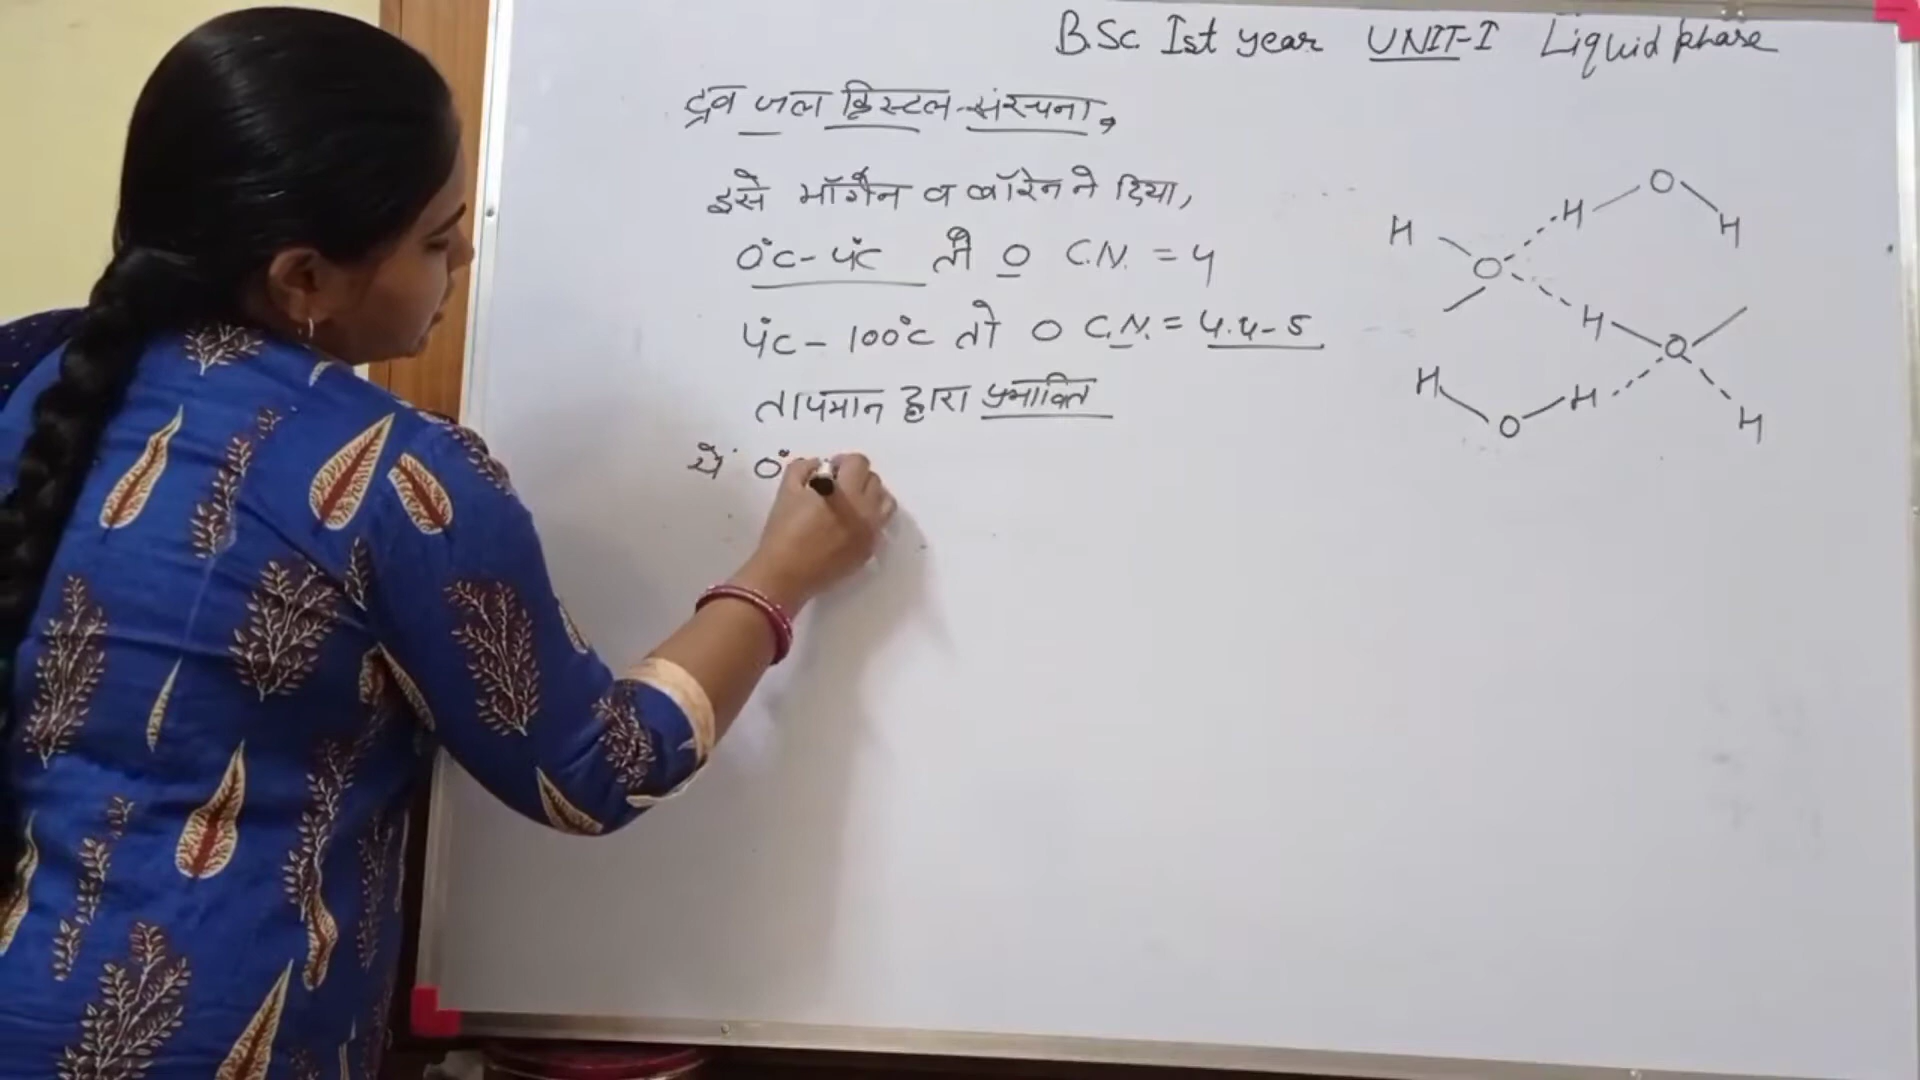 B.Sc Ist year UNIT-I Liquid phase
द्रव जल क्रिस्टल-संरचना,
इसे मॉर्गन व वॉरेन ने दिया,
0°C - 4°C तो O C.N. = 4
4°C - 100°C तो O C.N. = 4.4-5
तापमान द्वारा प्रभावित
ये 0°
O
H H H
O
H O
H H
O H